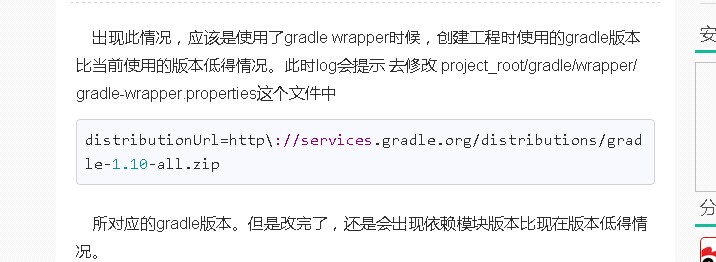 出现此情况，应该是使用了gradle wrapper时候，创建工程时使用的gradle版本
比当前使用的版本低得情况。此时log会提示 去修改 project_root/gradle/wrapper/
gradle-wrapper.properties这个文件中
distributionUrl=http\://services.gradle.org/distributions/grad
le-1.10-all.zip
所对应的gradle版本。但是改完了，还是会出现依赖模块版本比现在版本低得情
况。
安
分